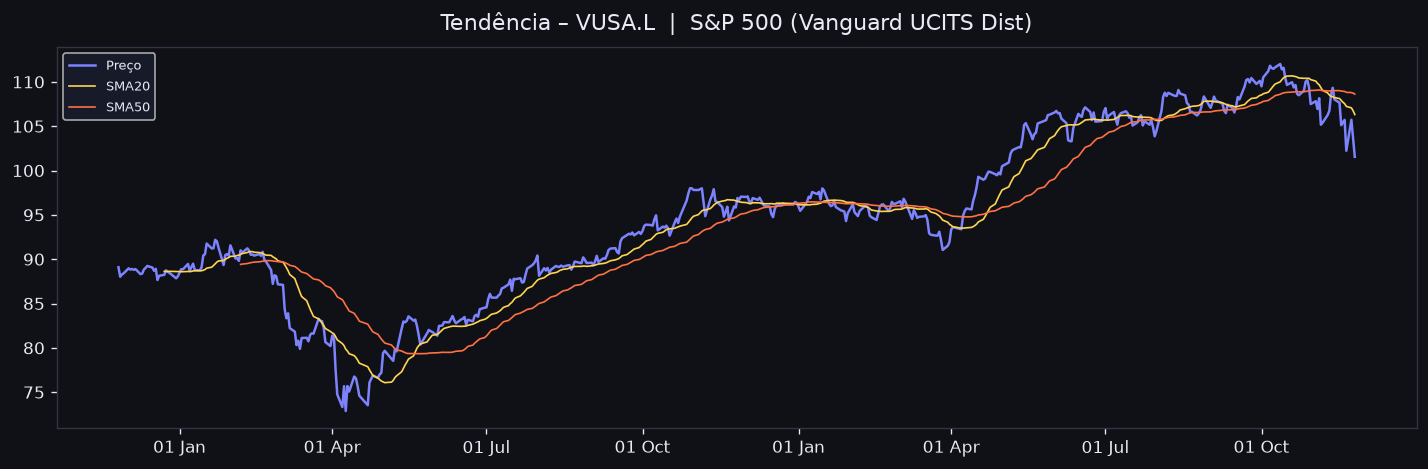 Tendência – VUSA.L | S&P 500 (Vanguard UCITS Dist)
Preço
SMA20
SMA50
110
105
100
95
90
85
80
75
01 Jan
01 Apr
01 Jul
01 Oct
01 Jan
01 Apr
01 Jul
01 Oct